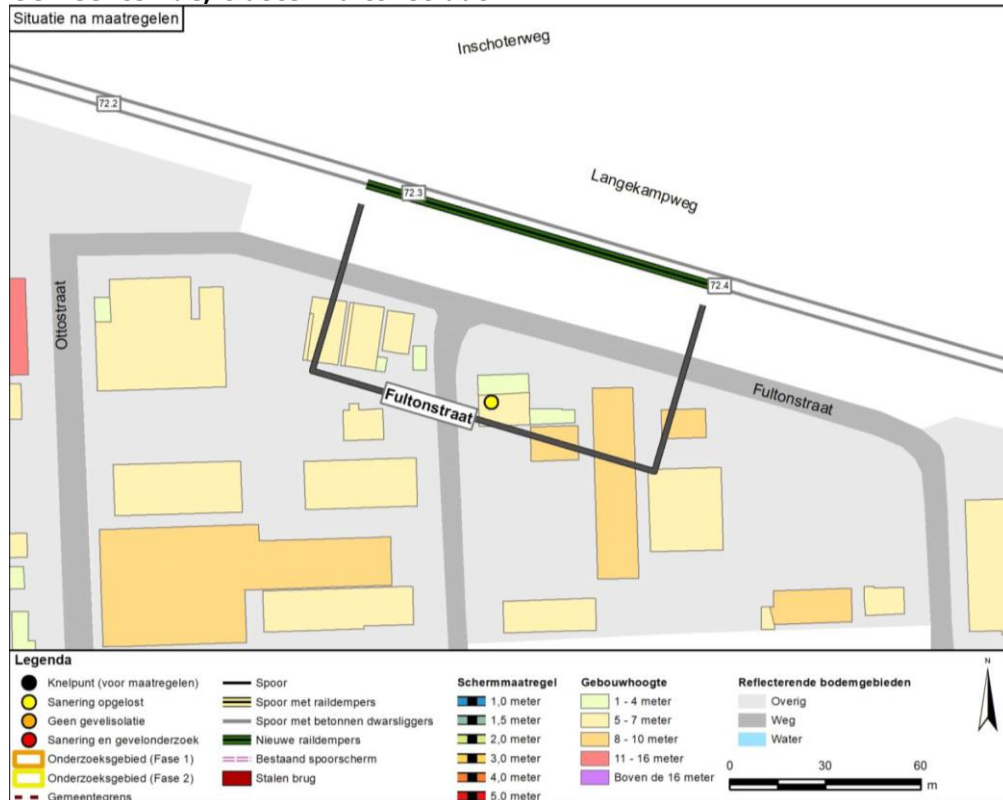 Situatie na maatregelen
Inschoterweg
72.2
Langekampweg
72.3
72.4
Ottostraat
Fultonstraat
Fultonstraat
Legenda
Knelpunt (voor maatregelen)
Sanering opgelost
Geen gevelisolatie
Sanering en gevelonderzoek
Onderzoeksgebied (Fase 1)
Onderzoeksgebied (Fase 2)
Gemeentegrens
Spoor
Spoor met raildempers
Spoor met betonnen dwarsliggers
Nieuwe raildempers
Bestaand spoorscherm
Stalen brug
Schermmaatregel
1,0 meter
1,5 meter
2,0 meter
3,0 meter
4,0 meter
5,0 meter
Gebouwhoogte
1 - 4 meter
5 - 7 meter
8 - 10 meter
11 - 16 meter
Boven de 16 meter
Reflecterende bodemgebieden
Overig
Weg
Water
N
0 30 60
m